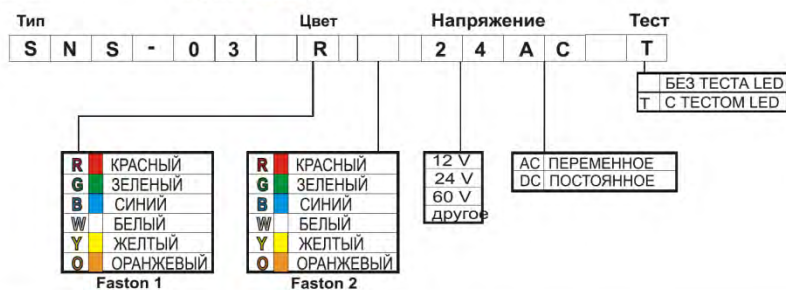 Тип Цвет Напряжение Тест
S N S - 0 3 R 2 4 A C T
БЕЗ ТЕСТА LED
T С ТЕСТОМ LED
R КРАСНЫЙ
G ЗЕЛЕНЫЙ
B СИНИЙ
W БЕЛЫЙ
Y ЖЕЛТЫЙ
O ОРАНЖЕВЫЙ
Faston 1
R КРАСНЫЙ
G ЗЕЛЕНЫЙ
B СИНИЙ
W БЕЛЫЙ
Y ЖЕЛТЫЙ
O ОРАНЖЕВЫЙ
Faston 2
12 V
24 V
60 V
другое
AC ПЕРЕМЕННОЕ
DC ПОСТОЯННОЕ